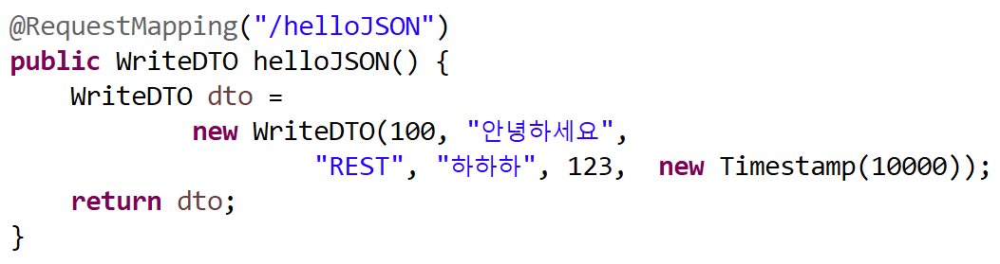 @RequestMapping("/helloJSON")
public WriteDTO helloJSON() {
WriteDTO dto =
new WriteDTO(100, "안녕하세요",
"REST", "하하하", 123,  new Timestamp(10000));
return dto;
}